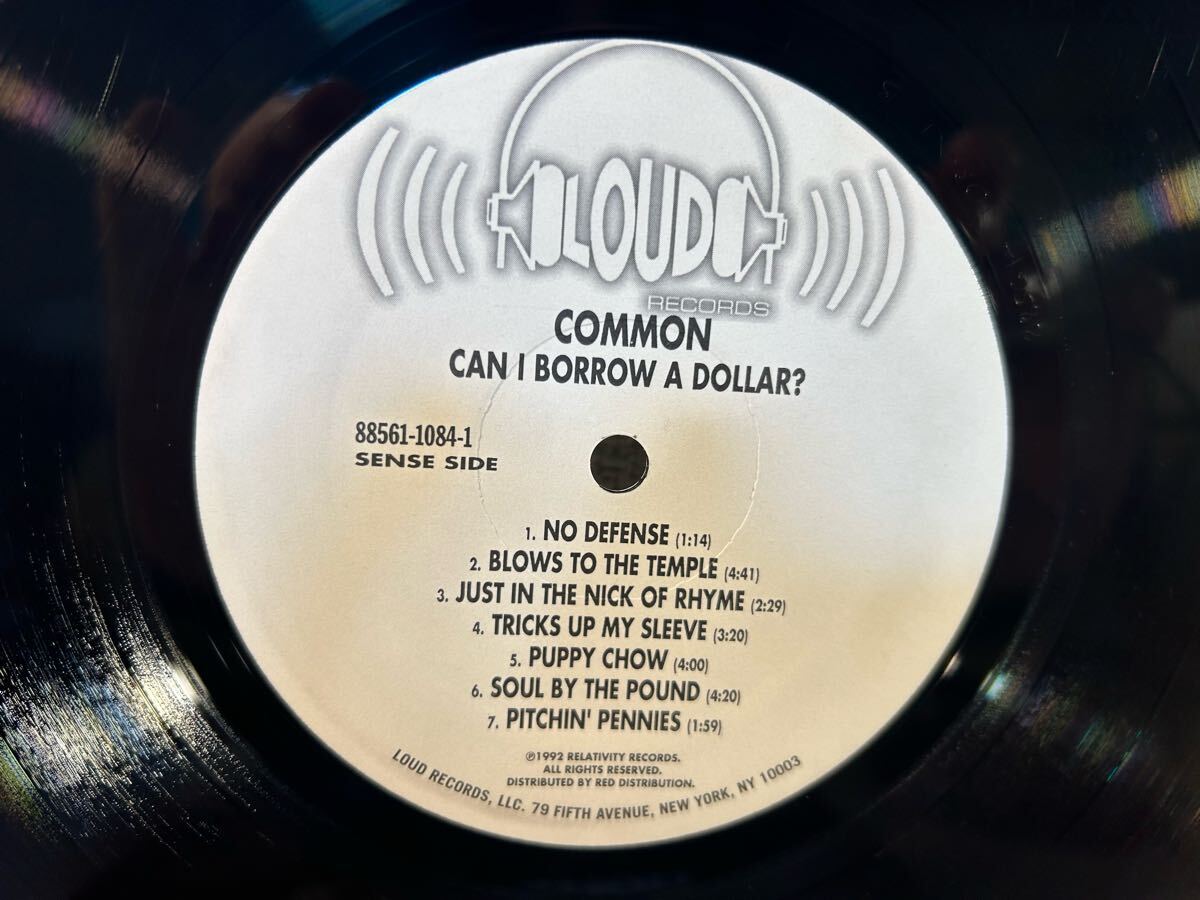 LOUD
RECORDS
COMMON
CAN I BORROW A DOLLAR?
88561-1084-1
SENSE SIDE
1. NO DEFENSE (1:14)
2. BLOWS TO THE TEMPLE (4:41)
3. JUST IN THE NICK OF RHYME (2:29)
4. TRICKS UP MY SLEEVE (3:20)
5. PUPPY CHOW (4:00)
6. SOUL BY THE POUND (4:20)
7. PITCHIN' PENNIES (1:59)
℗1992 RELATIVITY RECORDS.
ALL RIGHTS RESERVED.
DISTRIBUTED BY RED DISTRIBUTION.
LOUD RECORDS, LLC. 79 FIFTH AVENUE, NEW YORK, NY 10003